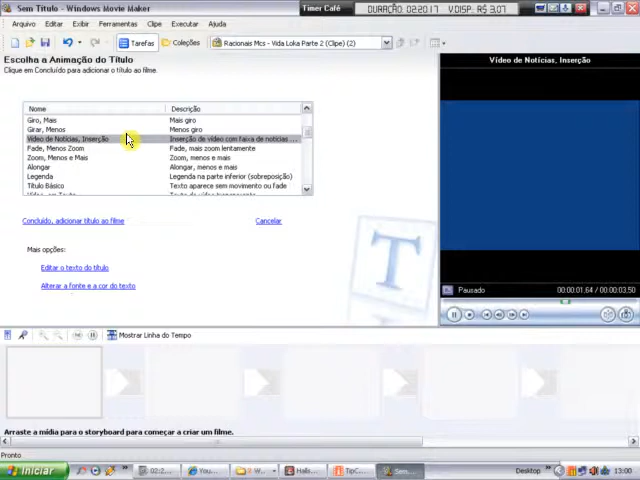 Sem Título - Windows Movie Maker
Timer Café
DURAÇÃO: 02:20:17 V.DISP.: R$ 3,07
Arquivo Editar Exibir Ferramentas Clipe Executar Ajuda
Tarefas Coleções Racionais Mcs - Vida Loka Parte 2 (Clipe) (2)
Escolha a Animação do Título
Clique em Concluído para adicionar o título ao filme.
Vídeo de Notícias, Inserção
Nome Descrição
Giro, Mais Mais giro
Girar, Menos Menos giro
Vídeo de Notícias, Inserção Inserção de vídeo com faixa de notícias ...
Fade, Menos Zoom Fade, mais zoom lentamente
Zoom, Menos e Mais Zoom, menos e mais
Alongar Alongar, menos e mais
Legenda Legenda na parte inferior (sobreposição)
Título Básico Texto aparece sem movimento ou fade
Concluído, adicionar título ao filme Cancelar
Mais opções:
Editar o texto do título
Alterar a fonte e a cor do texto
T
Pausado 00:00:01,64 / 00:00:03,50
Mostrar Linha do Tempo
Arraste a mídia para o storyboard para começar a criar um filme.
Pronto
Iniciar 02:2... You... W... Halls... TipC... Sem... Desktop 13:00